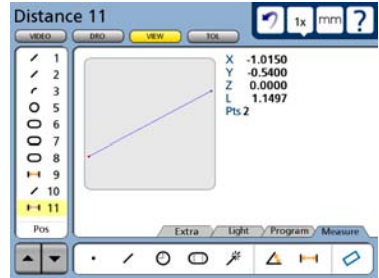 Distance 11
1x
mm
?
VIDEO
DRO
VIEW
TOL
1
2
3
5
6
7
8
9
10
11
Pos
X -1.0150
Y -0.5400
Z 0.0000
L 1.1497
Pts 2
Extra
Light
Program
Measure